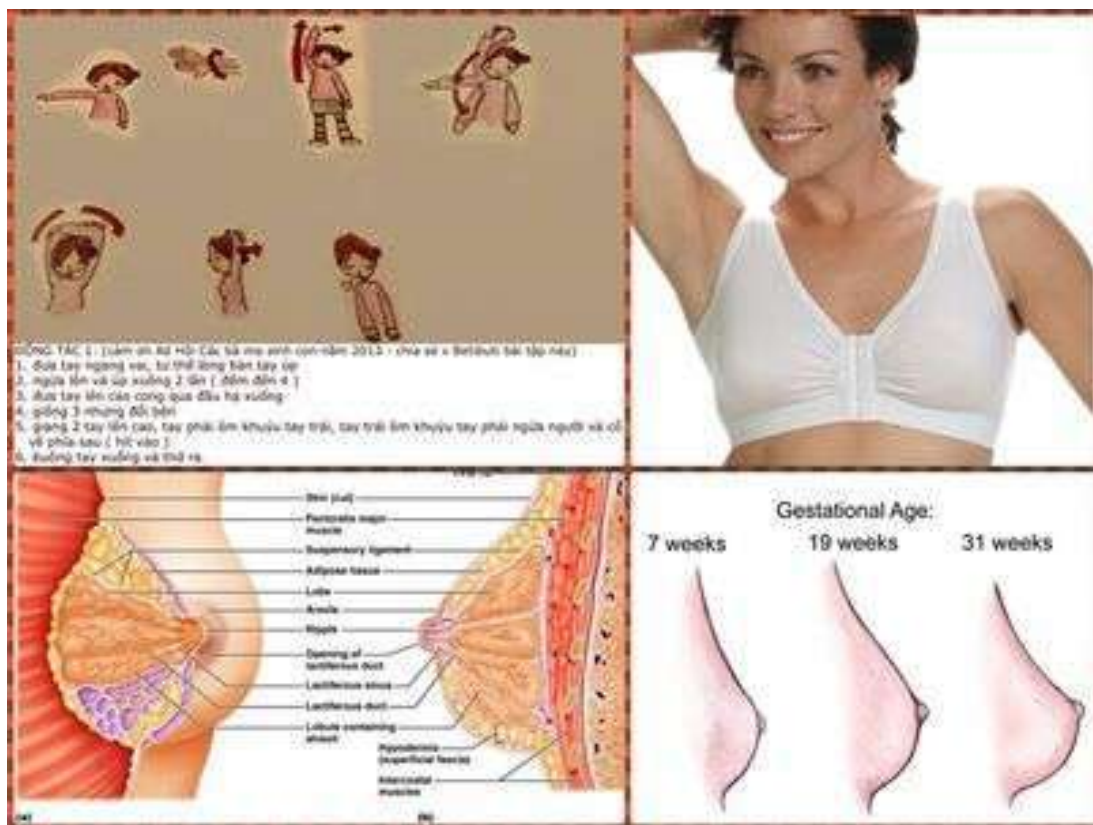 ĐỘNG TÁC 1: (cảm ơn Hội Các bà mẹ sinh con năm 2012 - chia sẻ bài tập này)
1. đưa tay ngang vai, tư thế lòng bàn tay úp
2. ngửa lên và úp xuống 2 lần ( đếm đến 4 )
3. đưa tay lên cao cong qua đầu hạ xuống
4. giống 3 nhưng đổi bên
5. giang 2 tay lên cao, tay phải ôm khuỷu tay trái, tay trái ôm khuỷu tay phải ngửa người và cổ
về phía sau ( hít vào )
6. buông tay xuống và thở ra
Skin (cut)
Pectoralis major
muscle
Suspensory ligament
Adipose tissue
Lobe
Areola
Nipple
Opening of
lactiferous duct
Lactiferous sinus
Lactiferous duct
Lobule containing
alveoli
Hypodermis
(superficial fascia)
Intercostal
muscles
(a)
(b)
Gestational Age:
7 weeks
19 weeks
31 weeks